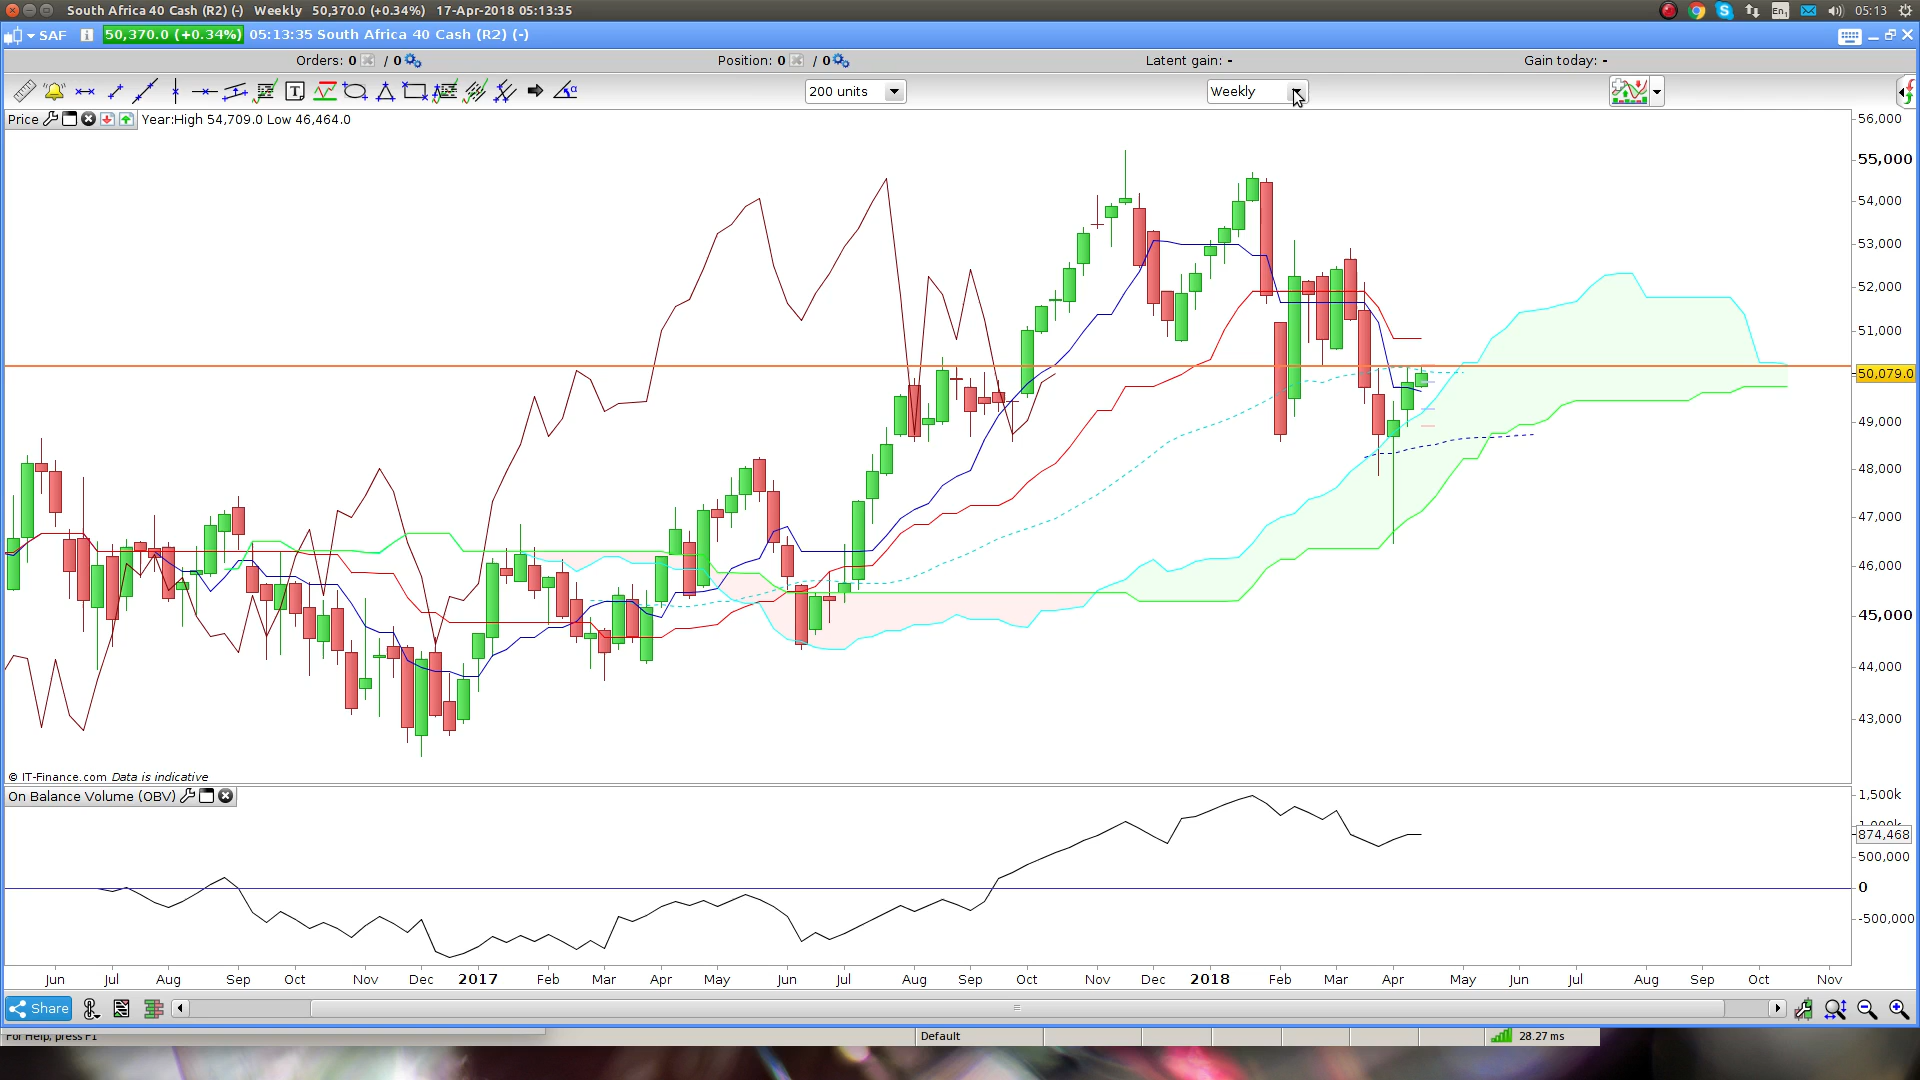 South Africa 40 Cash (R2) (-) Weekly 50,370.0 (+0.34%) 17-Apr-2018 05:13:35
En1 05:13
SAF 50,370.0 (+0.34%) 05:13:35 South Africa 40 Cash (R2) (-)
Orders: 0 / 0 Position: 0 / 0 Latent gain: - Gain today: -
200 units Weekly
Price Year:High 54,709.0 Low 46,464.0
56,000
55,000
54,000
53,000
52,000
51,000
50,079.0
49,000
48,000
47,000
46,000
45,000
44,000
43,000
© IT-Finance.com Data is indicative
On Balance Volume (OBV)
1,500k
1,000k
874,468
500,000
0
-500,000
Jun Jul Aug Sep Oct Nov Dec 2017 Feb Mar Apr May Jun Jul Aug Sep Oct Nov Dec 2018 Feb Mar Apr May Jun Jul Aug Sep Oct Nov
Share
For Help, press F1 Default 28.27 ms